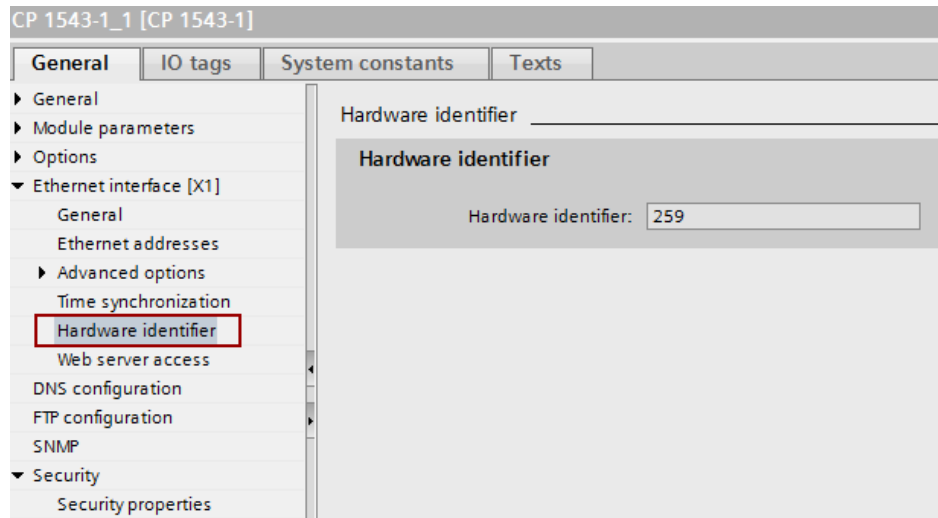 CP 1543-1_1 [CP 1543-1]
General IO tags System constants Texts
General
Module parameters
Options
Ethernet interface [X1]
General
Ethernet addresses
Advanced options
Time synchronization
Hardware identifier
Web server access
DNS configuration
FTP configuration
SNMP
Security
Security properties
Hardware identifier
Hardware identifier
Hardware identifier: 259